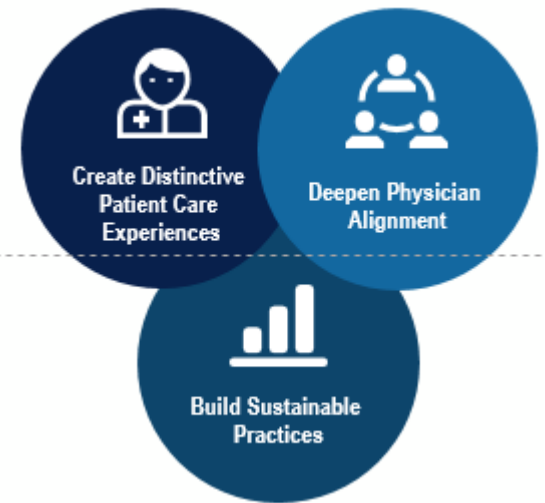 Create Distinctive
Patient Care
Experiences
Deepen Physician
Alignment
Build Sustainable
Practices